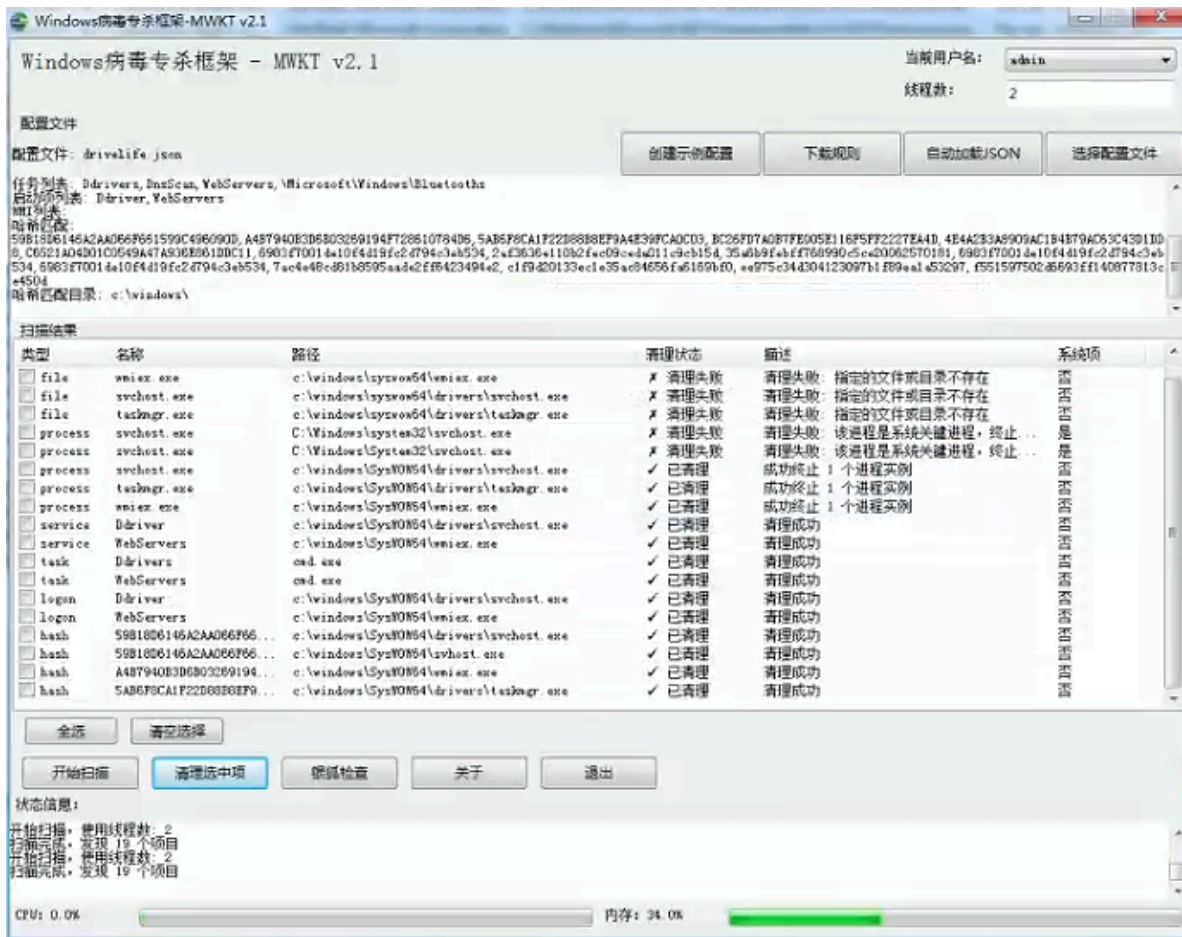 Windows病毒专杀框架-MWKT v2.1
Windows病毒专杀框架 - MWKT v2.1
当前用户名: admin
线程数: 2
配置文件
配置文件: drivelife.json
创建示例配置 下载规则 自动加载JSON 选择配置文件
任务列表: Ddrivers,DnsScan,WebServers,\Microsoft\Windows\Bluetooths
启动项列表: Ddriver,WebServers
WMI列表:
哈希匹配:
哈希匹配目录: c:\windows\
扫描结果
类型 名称 路径 清理状态 描述 系统项
file wmiex.exe c:\windows\syswow64\wmiex.exe ✗ 清理失败 清理失败: 指定的文件或目录不存在 否
file svchost.exe c:\windows\syswow64\drivers\svchost.exe ✗ 清理失败 清理失败: 指定的文件或目录不存在 否
file taskmgr.exe c:\windows\syswow64\drivers\taskmgr.exe ✗ 清理失败 清理失败: 指定的文件或目录不存在 否
process svchost.exe C:\Windows\system32\svchost.exe ✗ 清理失败 清理失败: 该进程是系统关键进程，终止... 是
process svchost.exe C:\Windows\System32\svchost.exe ✗ 清理失败 清理失败: 该进程是系统关键进程，终止... 是
process svchost.exe c:\windows\SysWOW64\drivers\svchost.exe ✓ 已清理 成功终止 1 个进程实例 否
process taskmgr.exe c:\windows\SysWOW64\drivers\taskmgr.exe ✓ 已清理 成功终止 1 个进程实例 否
process wmiex.exe c:\windows\SysWOW64\wmiex.exe ✓ 已清理 成功终止 1 个进程实例 否
service Ddriver c:\windows\SysWOW64\drivers\svchost.exe ✓ 已清理 清理成功 否
service WebServers c:\windows\SysWOW64\wmiex.exe ✓ 已清理 清理成功 否
task Ddrivers cmd.exe ✓ 已清理 清理成功 否
task WebServers cmd.exe ✓ 已清理 清理成功 否
logon Ddriver c:\windows\SysWOW64\drivers\svchost.exe ✓ 已清理 清理成功 否
logon WebServers c:\windows\SysWOW64\wmiex.exe ✓ 已清理 清理成功 否
hash 59B18D6146A2AA066F66... c:\windows\SysWOW64\drivers\svchost.exe ✓ 已清理 清理成功 否
hash 59B18D6146A2AA066F66... c:\windows\SysWOW64\svhost.exe ✓ 已清理 清理成功 否
hash A4B7940B3D6B03269194... c:\windows\SysWOW64\wmiex.exe ✓ 已清理 清理成功 否
hash 5AB6F8CA1F22D88B8EF9... c:\windows\SysWOW64\drivers\taskmgr.exe ✓ 已清理 清理成功 否
全选 清空选择
开始扫描 清理选中项 银狐检查 关于 退出
状态信息:
开始扫描，使用线程数: 2
扫描完成，发现 19 个项目
开始扫描，使用线程数: 2
扫描完成，发现 19 个项目
CPU: 0.0% 内存: 34.0%